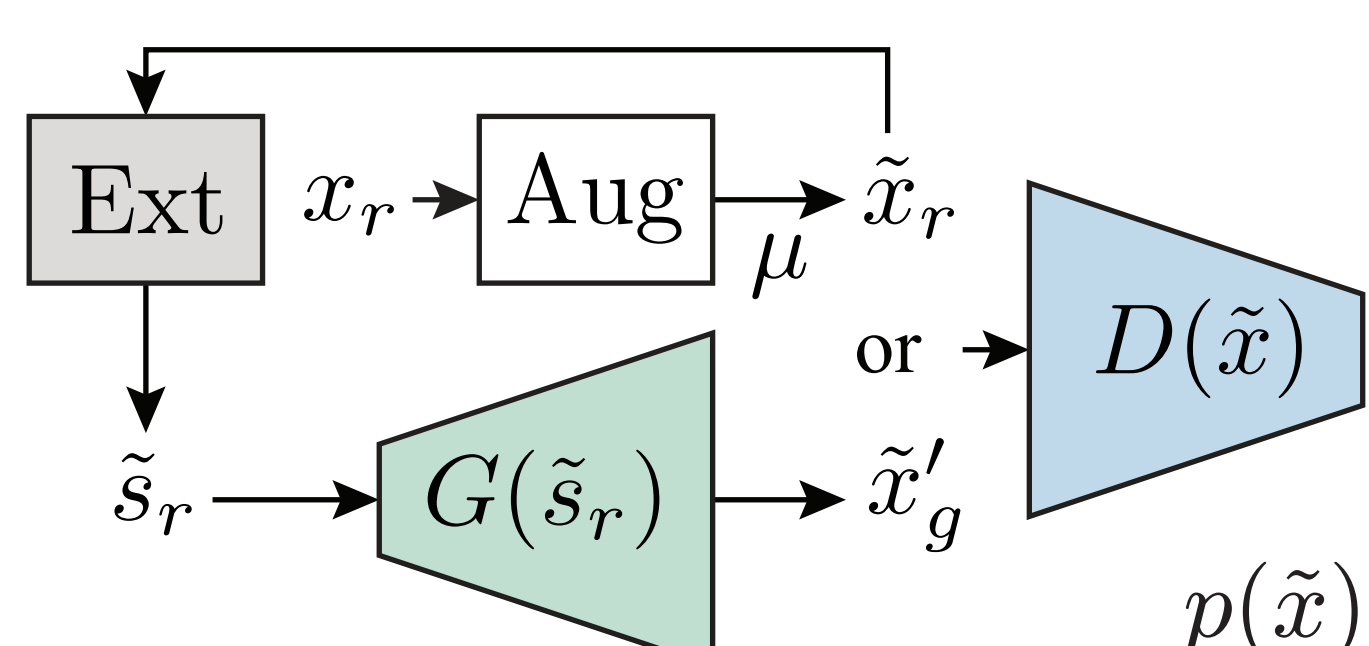 Ext
x_r
Aug
μ
x̃_r
or
D(x̃)
s̃_r
G(s̃_r)
x̃′_g
p(x̃)